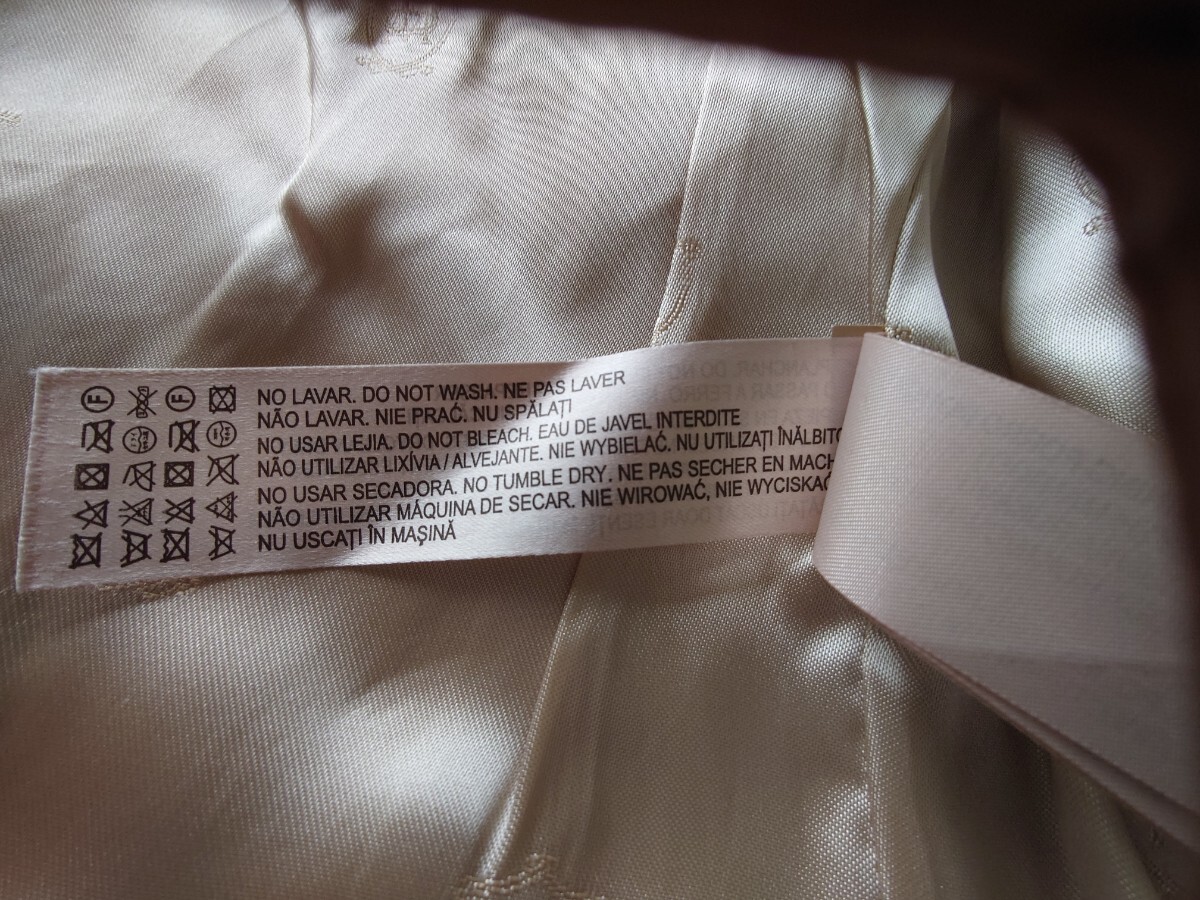 NO LAVAR. DO NOT WASH. NE PAS LAVER
NÃO LAVAR. NIE PRAĆ. NU SPĂLAȚI
NO USAR LEJIA. DO NOT BLEACH. EAU DE JAVEL INTERDITE
NÃO UTILIZAR LIXÍVIA / ALVEJANTE. NIE WYBIELAĆ. NU UTILIZAȚI
NO USAR SECADORA. NO TUMBLE DRY. NE PAS SECHER EN MACH
NÃO UTILIZAR MÁQUINA DE SECAR. NIE WIROWAĆ, NIE WYCISKAĆ
NU USCAȚI ÎN MAȘINĂ